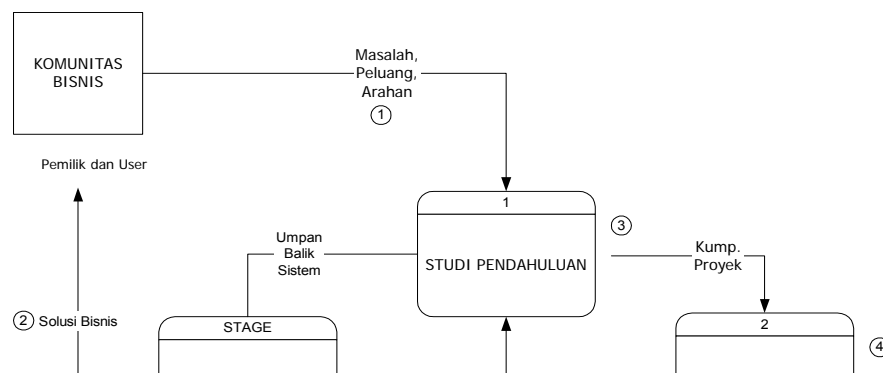 KOMUNITAS
BISNIS
Masalah,
Peluang,
Arahan
1
Pemilik dan User
1
3
Umpan
Balik
Sistem
STUDI PENDAHULUAN
Kump.
Proyek
2 Solusi Bisnis
STAGE
2
4